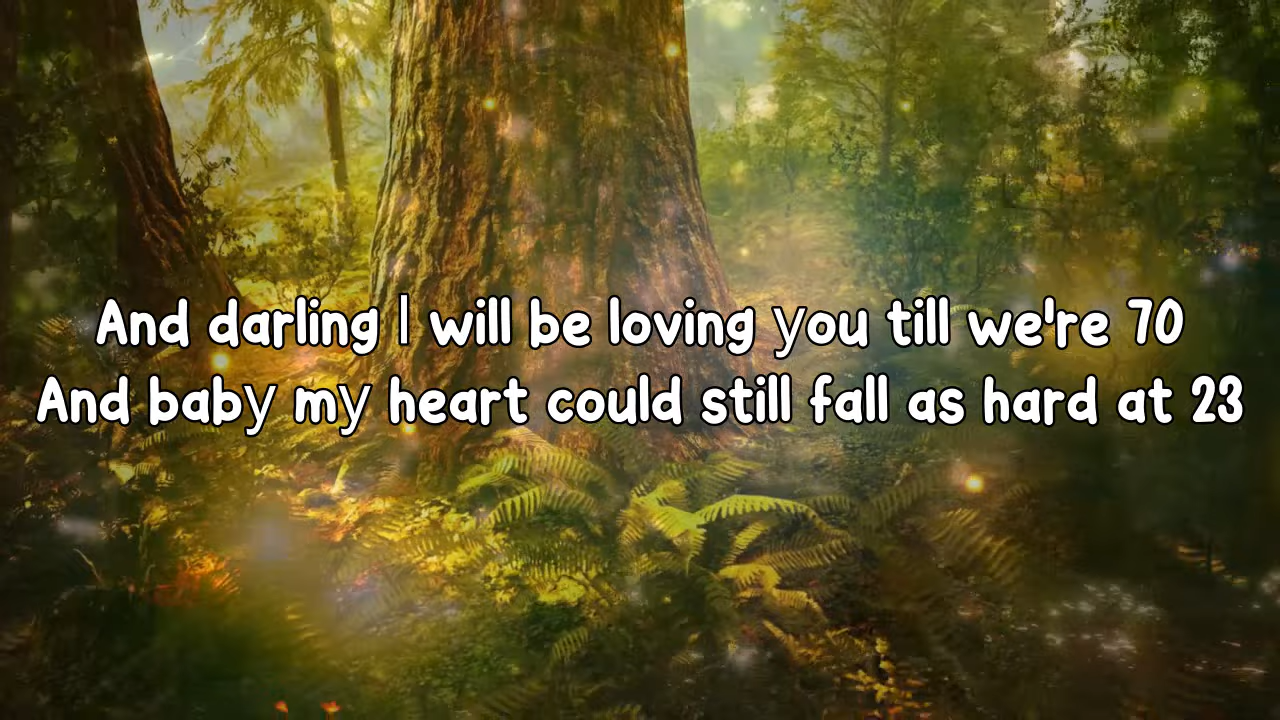 And darling I will be loving you till we're 70
And baby my heart could still fall as hard at 23